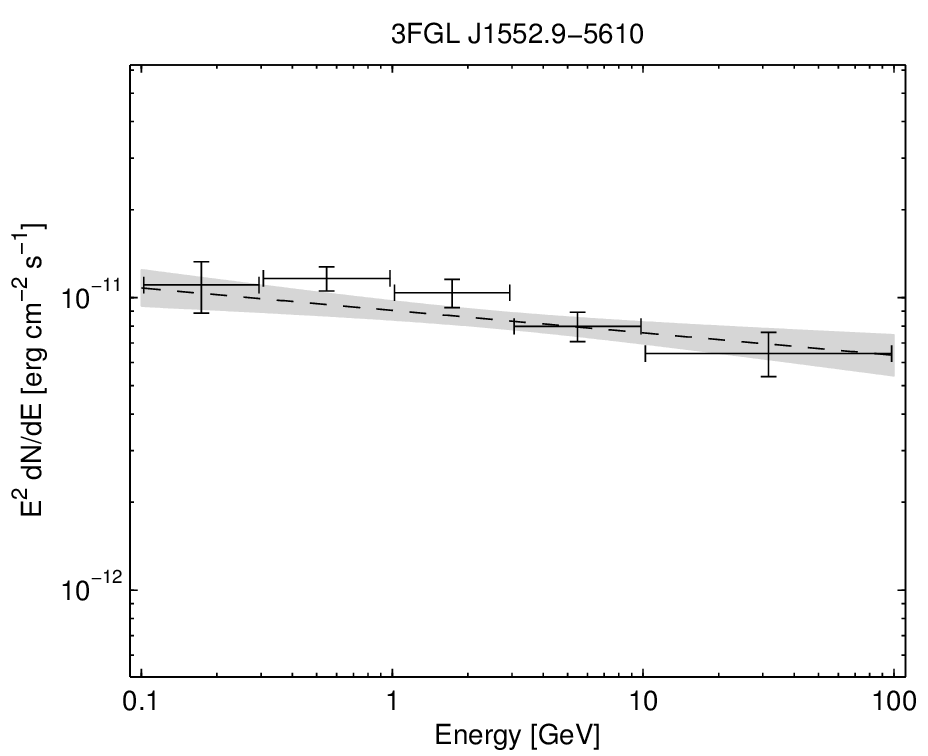 3FGL J1552.9−5610
E² dN/dE [erg cm⁻² s⁻¹]
10⁻¹¹
10⁻¹²
0.1 1 10 100
Energy [GeV]